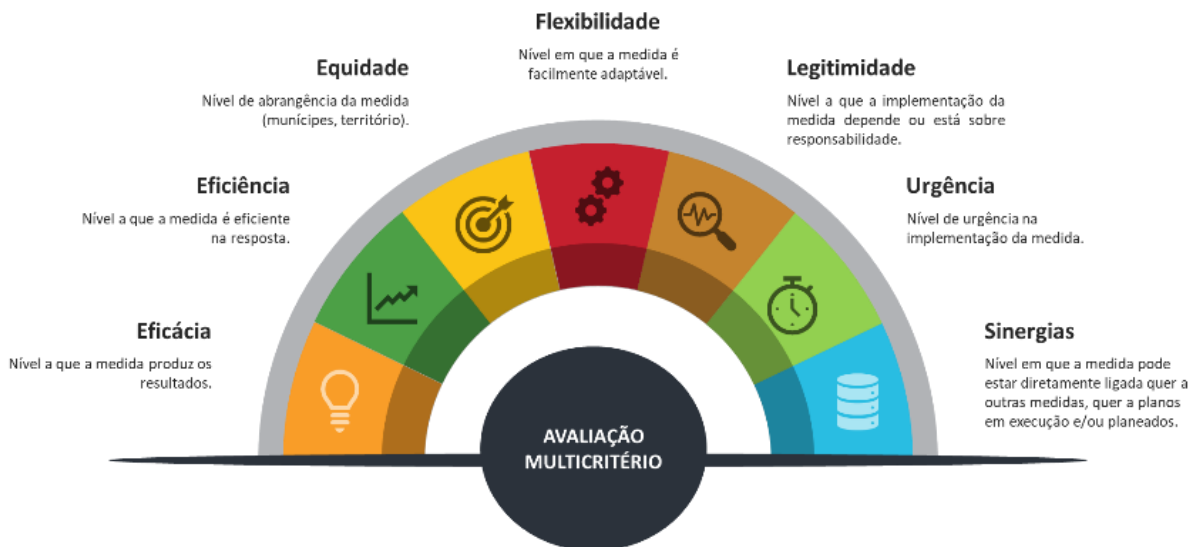 Flexibilidade
Nível em que a medida é
facilmente adaptável.
Equidade
Nível de abrangência da medida
(munícipes, território).
Legitimidade
Nível a que a implementação da
medida depende ou está sobre
responsabilidade.
Eficiência
Nível a que a medida é eficiente
na resposta.
Urgência
Nível de urgência na
implementação da medida.
Eficácia
Nível a que a medida produz os
resultados.
Sinergias
Nível em que a medida pode
estar diretamente ligada quer a
outras medidas, quer a planos
em execução e/ou planeados.
AVALIAÇÃO
MULTICRITÉRIO